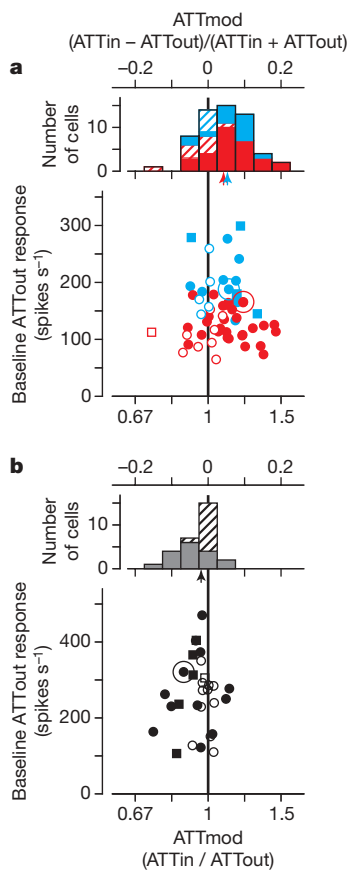 ATTmod
(ATTin – ATTout)/(ATTin + ATTout)
a
−0.2 0 0.2
Number
of cells
10
0
Baseline ATTout response
(spikes s⁻¹)
300
200
100
0
0.67 1 1.5
b
−0.2 0 0.2
Number
of cells
10
0
Baseline ATTout response
(spikes s⁻¹)
400
200
0
0.67 1 1.5
ATTmod
(ATTin / ATTout)